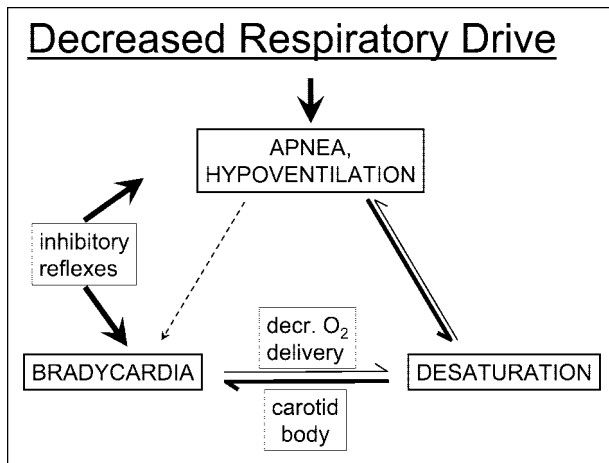 Decreased Respiratory Drive
APNEA,
HYPOVENTILATION
inhibitory
reflexes
decr. O₂
delivery
BRADYCARDIA
DESATURATION
carotid
body